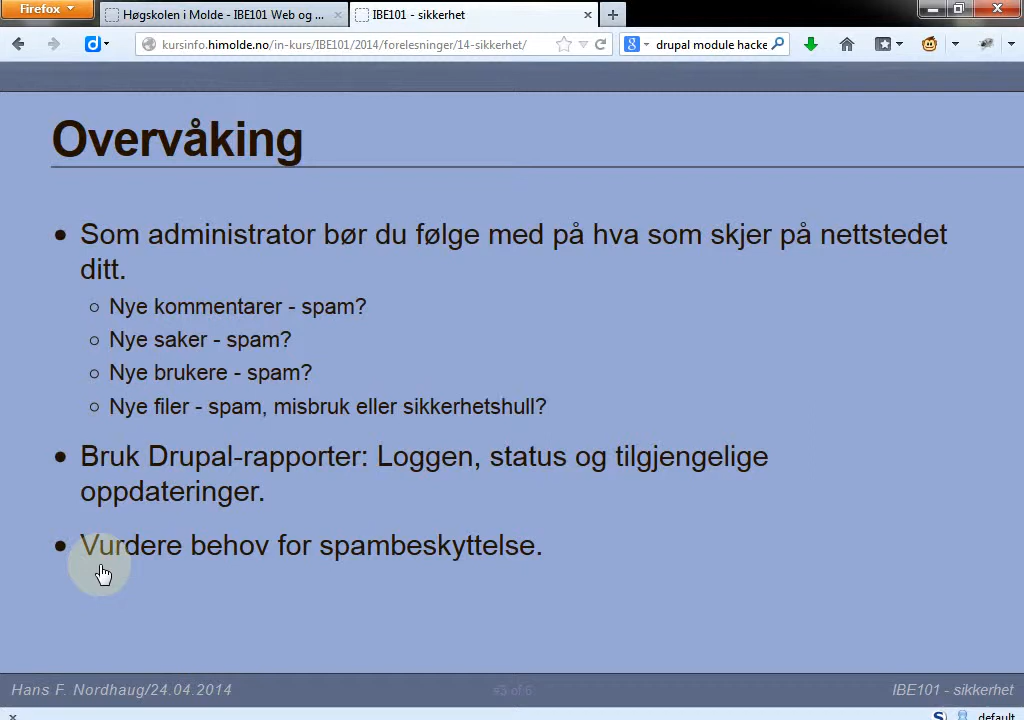 Firefox
Høgskolen i Molde - IBE101 Web og ...
IBE101 - sikkerhet
kursinfo.himolde.no/in-kurs/IBE101/2014/forelesninger/14-sikkerhet/
drupal module hacke
Overvåking
Som administrator bør du følge med på hva som skjer på nettstedet
ditt.
Nye kommentarer - spam?
Nye saker - spam?
Nye brukere - spam?
Nye filer - spam, misbruk eller sikkerhetshull?
Bruk Drupal-rapporter: Loggen, status og tilgjengelige
oppdateringer.
Vurdere behov for spambeskyttelse.
Hans F. Nordhaug/24.04.2014
#3 of 6
IBE101 - sikkerhet
default